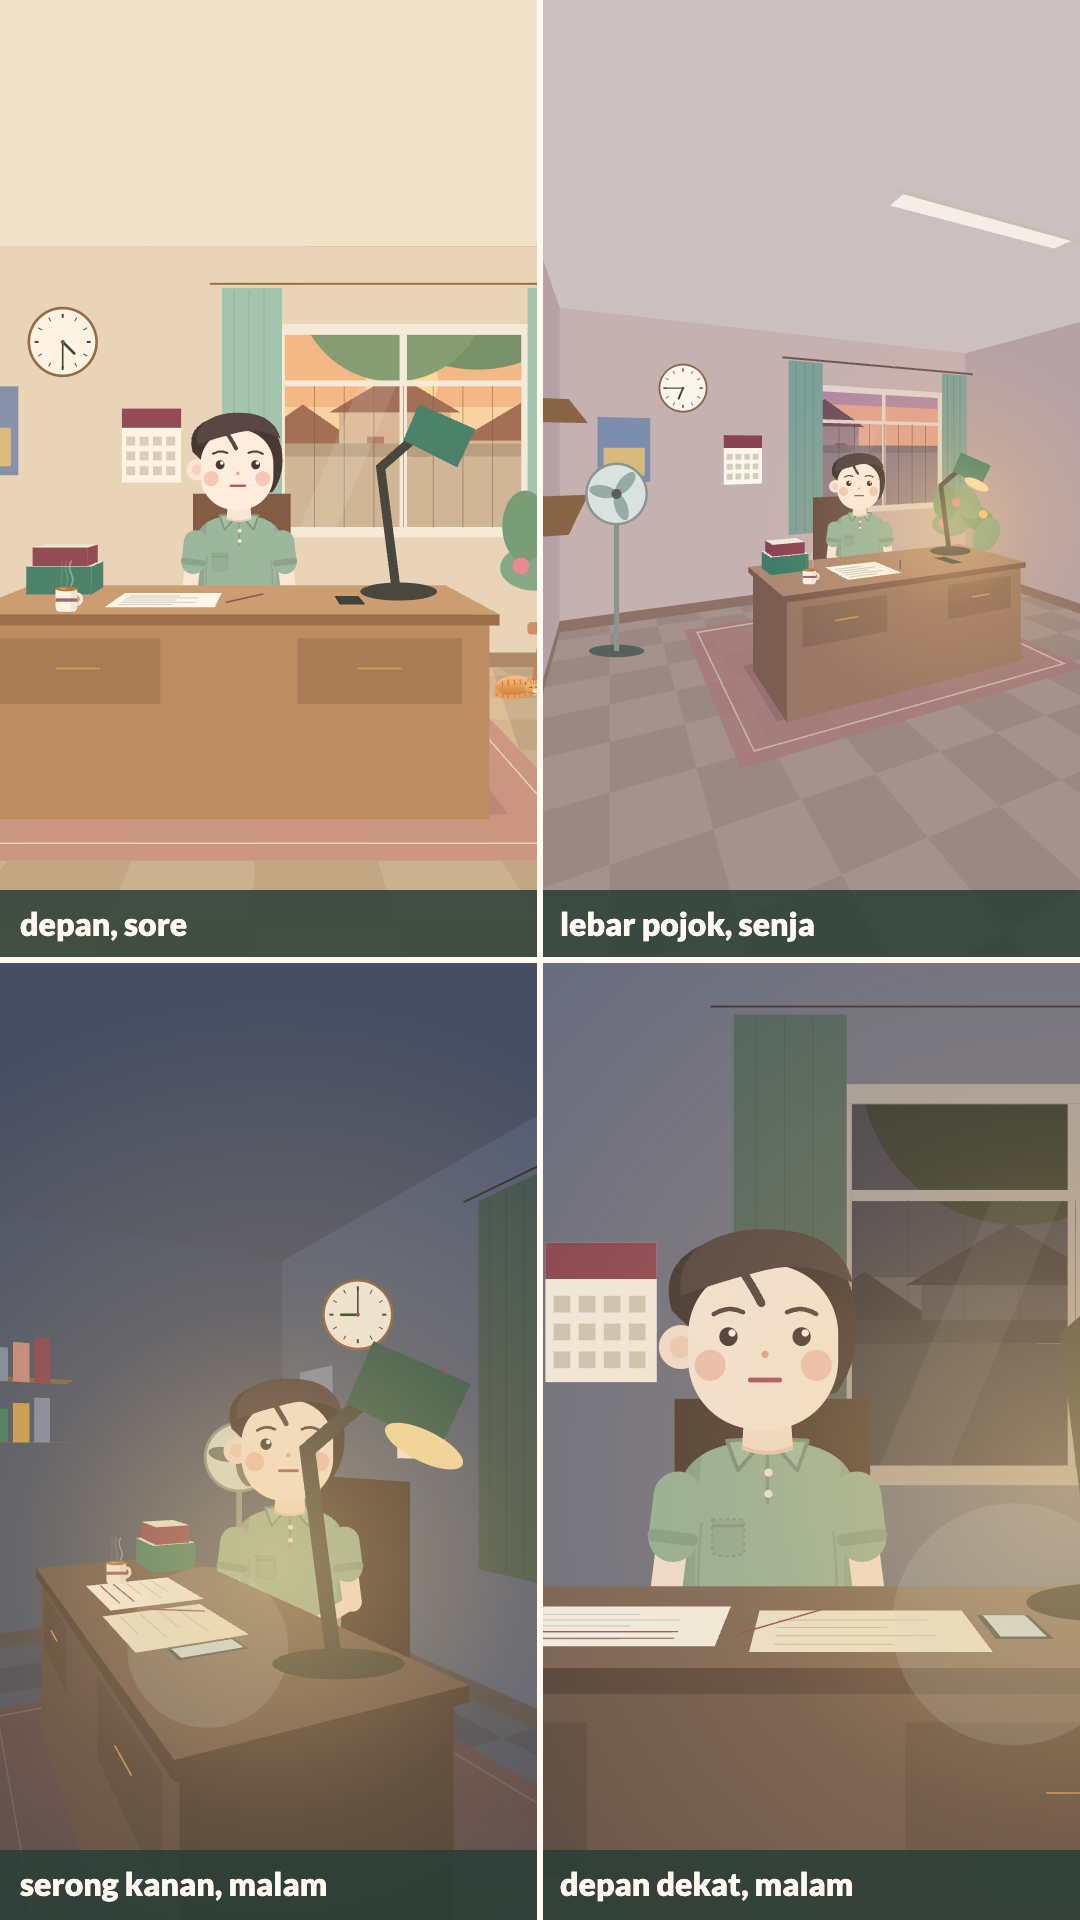 depan, sore
lebar pojok, senja
serong kanan, malam
depan dekat, malam